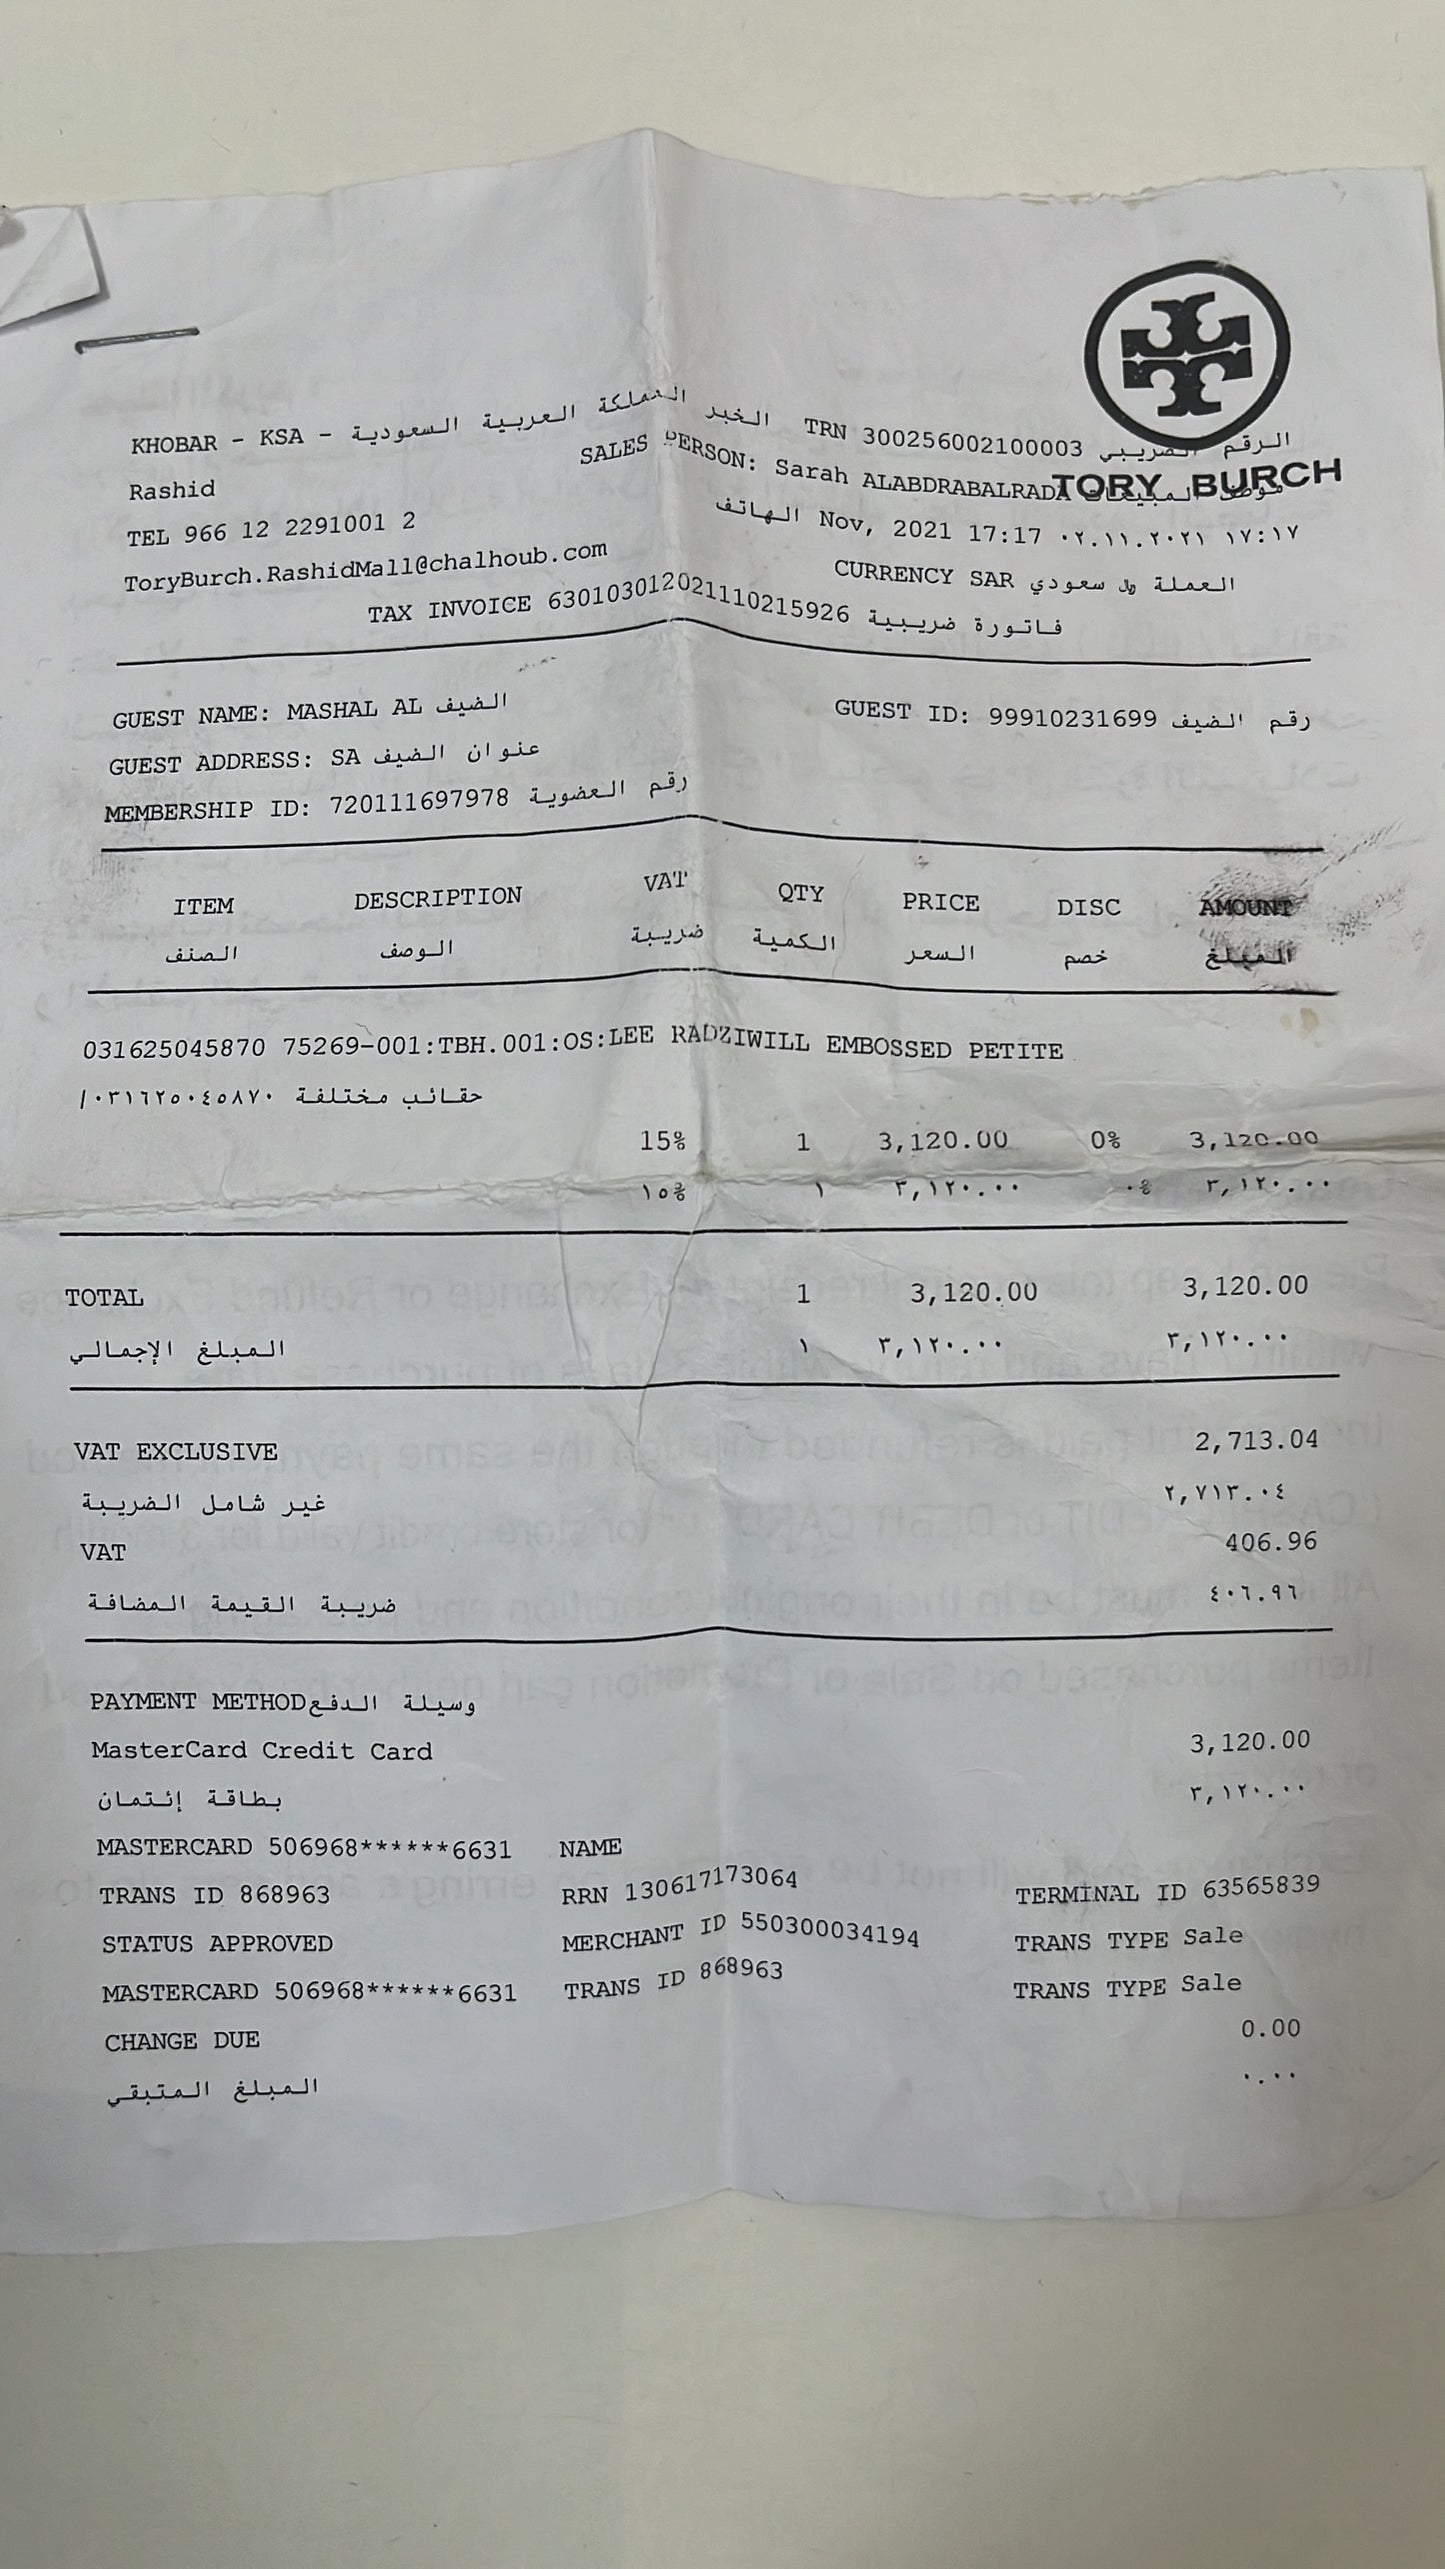 TORY BURCH
KHOBAR - KSA - الخبر المملكة العربية السعودية TRN 300256002100003 الرقم الضريبي
Rashid SALES PERSON: Sarah ALABDRABALRADA
TEL 966 12 2291001 2 الهاتف Nov, 2021 17:17 ٠٢.١١.٢٠٢١ ١٧:١٧
ToryBurch.RashidMall@chalhoub.com CURRENCY SAR العملة ﷼ سعودي
TAX INVOICE 630103012021110215926 فاتورة ضريبية
GUEST NAME: MASHAL AL الضيف GUEST ID: 99910231699 رقم الضيف
GUEST ADDRESS: SA عنوان الضيف
MEMBERSHIP ID: 720111697978 رقم العضوية
ITEM DESCRIPTION VAT QTY PRICE DISC AMOUNT
الصنف الوصف ضريبة الكمية السعر خصم المبلغ
031625045870 75269-001:TBH.001:OS:LEE RADZIWILL EMBOSSED PETITE
/٠٣١٦٢٥٠٤٥٨٧٠ حقائب مختلفة
15% 1 3,120.00 0% 3,120.00
١٥% ١ ٣,١٢٠.٠٠ ٠% ٣,١٢٠.٠٠
TOTAL 1 3,120.00 3,120.00
المبلغ الإجمالي ١ ٣,١٢٠.٠٠ ٣,١٢٠.٠٠
VAT EXCLUSIVE 2,713.04
غير شامل الضريبة ٢,٧١٣.٠٤
VAT 406.96
ضريبة القيمة المضافة ٤٠٦.٩٦
PAYMENT METHOD وسيلة الدفع
MasterCard Credit Card 3,120.00
بطاقة إئتمان ٣,١٢٠.٠٠
MASTERCARD 506968******6631 NAME
TRANS ID 868963 RRN 130617173064 TERMINAL ID 63565839
STATUS APPROVED MERCHANT ID 550300034194 TRANS TYPE Sale
MASTERCARD 506968******6631 TRANS ID 868963 TRANS TYPE Sale
CHANGE DUE 0.00
المبلغ المتبقي ٠.٠٠